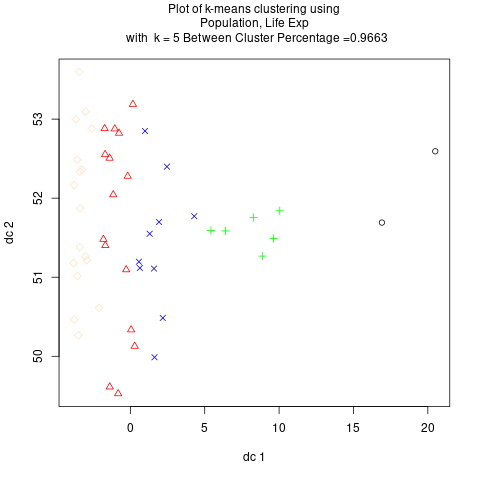 Plot of k-means clustering using
Population, Life Exp
with  k = 5 Between Cluster Percentage =0.9663
53
52
51
50
dc 2
0 5 10 15 20
dc 1